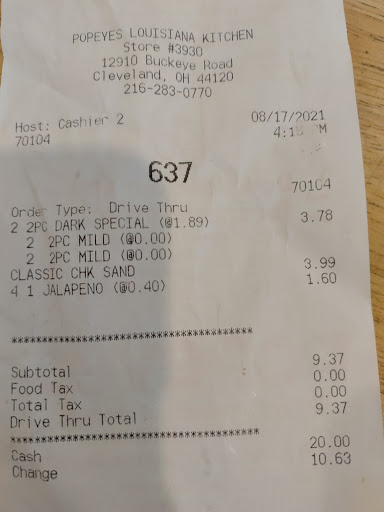 POPEYES LOUISIANA KITCHEN
Store #3930
12910 Buckeye Road
Cleveland, OH 44120
216-283-0770
Host: Cashier 2 08/17/2021
70104 M
637
70104
Order Type: Drive Thru
2 2PC DARK SPECIAL (@1.89) 3.78
2 2PC MILD (@0.00)
2 2PC MILD (@0.00)
CLASSIC CHK SAND 3.99
4 1 JALAPENO (@0.40) 1.60
****************************************
Subtotal 9.37
Food Tax 0.00
Total Tax 0.00
Drive Thru Total 9.37
****************************************
Cash 20.00
Change 10.63